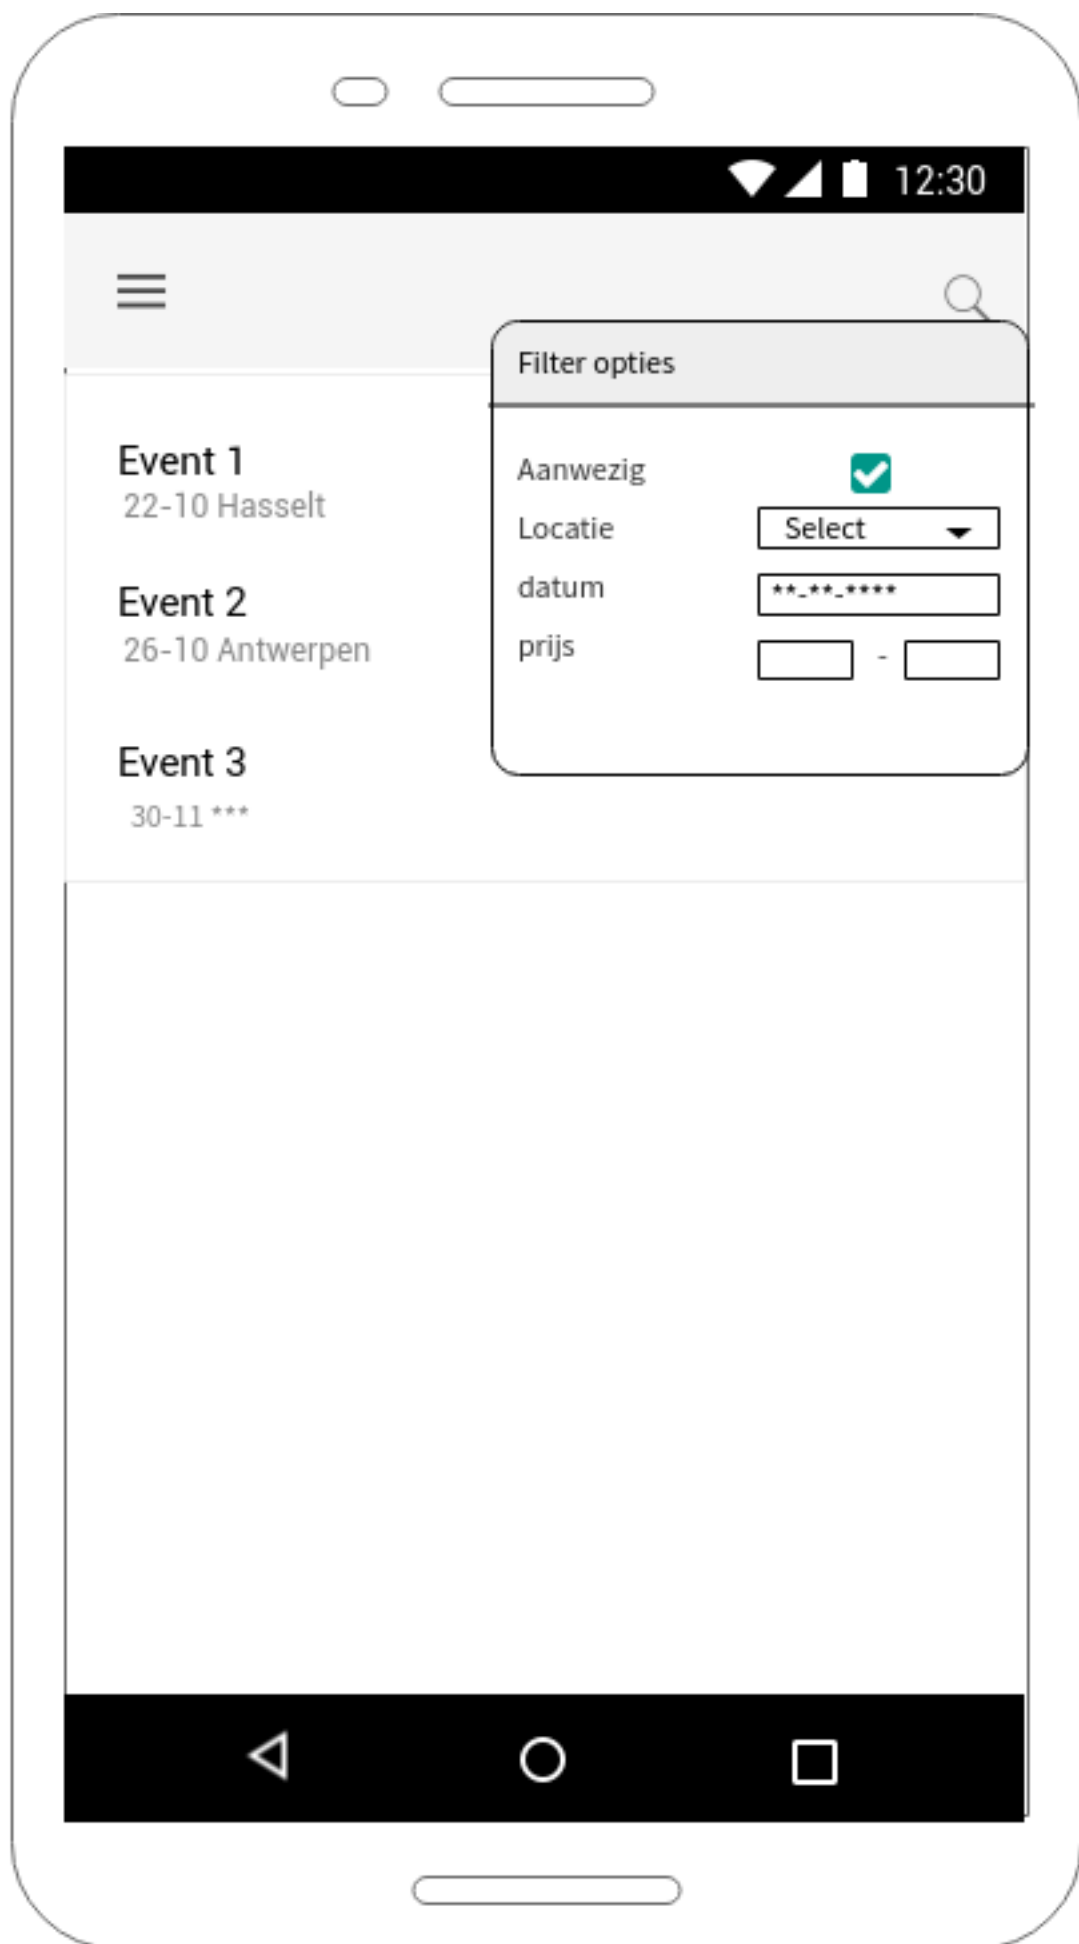 12:30
Filter opties
Event 1
22-10 Hasselt
Event 2
26-10 Antwerpen
Event 3
30-11 ***
Aanwezig
Locatie Select
datum **-**-****
prijs -